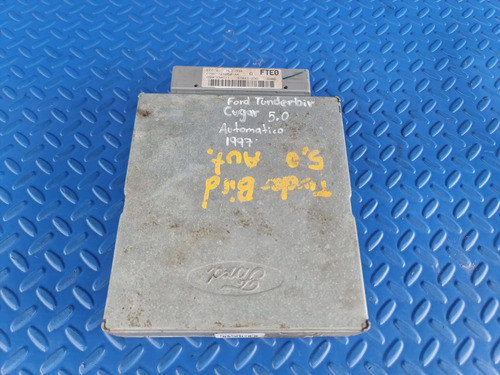 FTE0
Ford Tunderbir
Cugar 5.0
Automatico
1997
Tunder Bird
5,0 Aut.
Ford